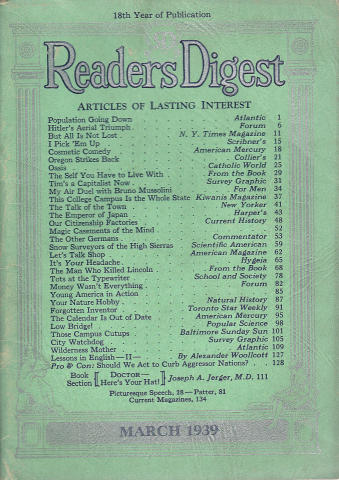 18th Year of Publication
Readers Digest
ARTICLES OF LASTING INTEREST
Population Going Down . . . Atlantic 1
Hitler's Aerial Triumph . . . Forum 6
But All Is Not Lost . . . N. Y. Times Magazine 11
I Pick 'Em Up . . . Scribner's 15
Cosmetic Comedy . . . American Mercury 18
Oregon Strikes Back . . . Collier's 21
Oasis . . . Catholic World 25
The Self You Have to Live With . . . From the Book 29
Tim's a Capitalist Now . . . Survey Graphic 31
My Air Duel with Bruno Mussolini . . . For Men 34
This College Campus Is the Whole State Kiwanis Magazine 37
The Talk of the Town . . . New Yorker 41
The Emperor of Japan . . . Harper's 43
Our Citizenship Factories . . . Current History 48
Magic Casements of the Mind . . . 52
The Other Germans . . . Commentator 53
Snow Surveyors of the High Sierras . . . Scientific American 59
Let's Talk Shop . . . American Magazine 62
It's Your Headache . . . Hygeia 65
The Man Who Killed Lincoln . . . From the Book 68
Tots at the Typewriter . . . School and Society 78
Money Wasn't Everything . . . Forum 82
Young America in Action . . . 85
Your Nature Hobby . . . Natural History 87
Forgotten Inventor . . . Toronto Star Weekly 91
The Calendar Is Out of Date . . . American Mercury 95
Low Bridge! . . . Popular Science 98
Those Campus Cutups . . . Baltimore Sunday Sun 101
City Watchdog . . . Survey Graphic 105
Wilderness Mother . . . Atlantic 109
Lessons in English—II— . . . By Alexander Woollcott 127
Pro & Con: Should We Act to Curb Aggressor Nations? . . . 128
Book Section [ DOCTOR— Here's Your Hat! ] Joseph A. Jerger, M.D. 111
Picturesque Speech, 28—Patter, 81
Current Magazines, 134
MARCH 1939